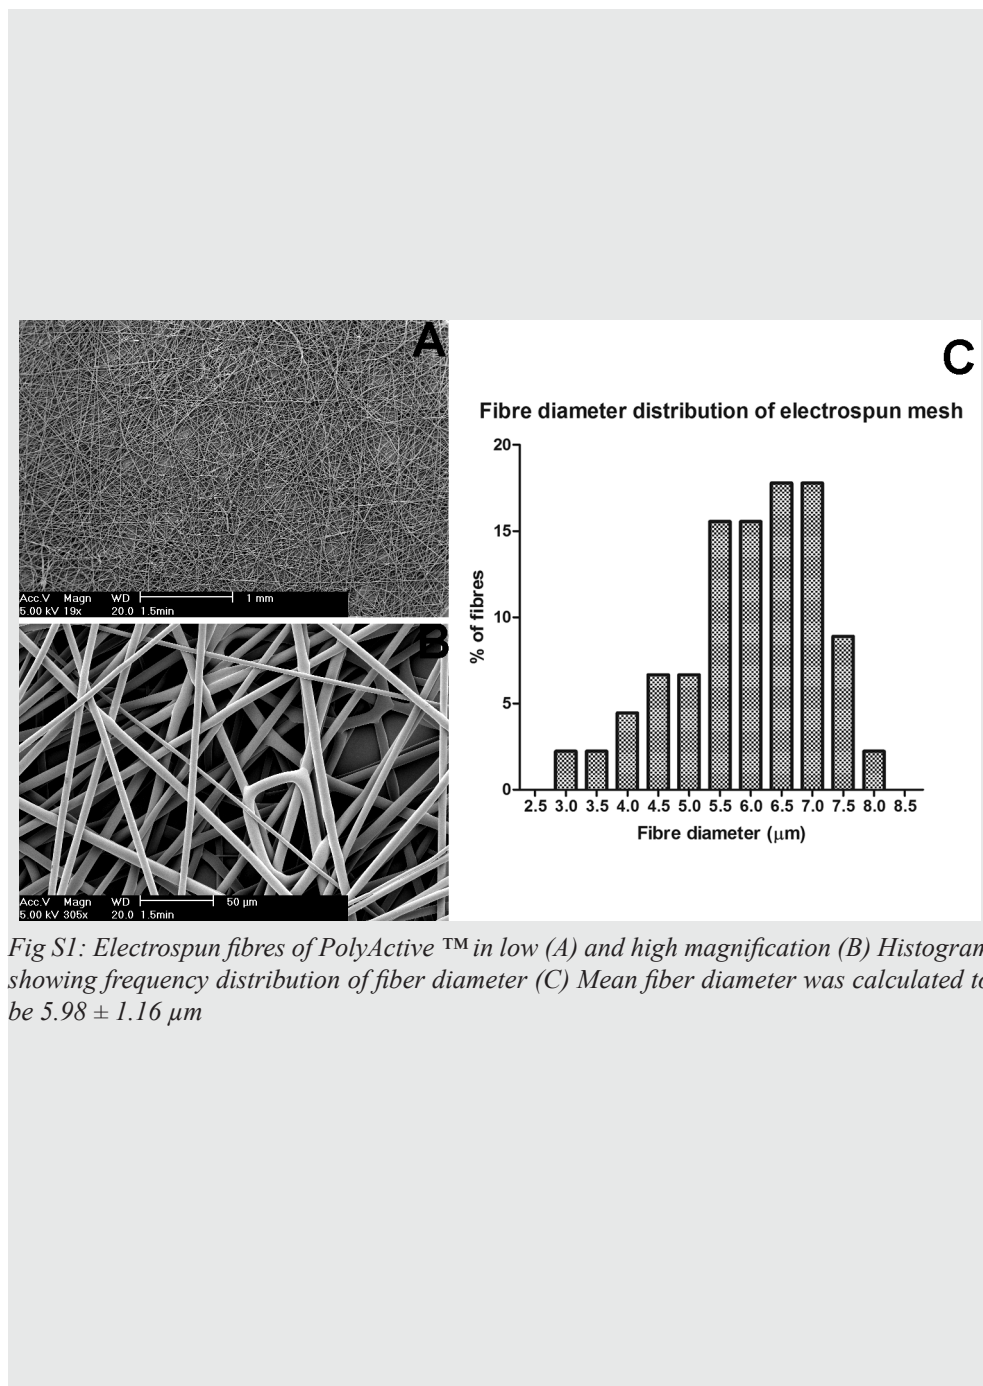 A
Acc.V Magn WD 1 mm
5.00 kV 19x 20.0 1.5min
B
Acc.V Magn WD 50 µm
5.00 kV 305x 20.0 1.5min
C
Fibre diameter distribution of electrospun mesh
20
15
10
5
0
% of fibres
2.5 3.0 3.5 4.0 4.5 5.0 5.5 6.0 6.5 7.0 7.5 8.0 8.5
Fibre diameter (µm)
Fig S1: Electrospun fibres of PolyActive ™ in low (A) and high magnification (B) Histogram
showing frequency distribution of fiber diameter (C) Mean fiber diameter was calculated to
be 5.98 ± 1.16 µm